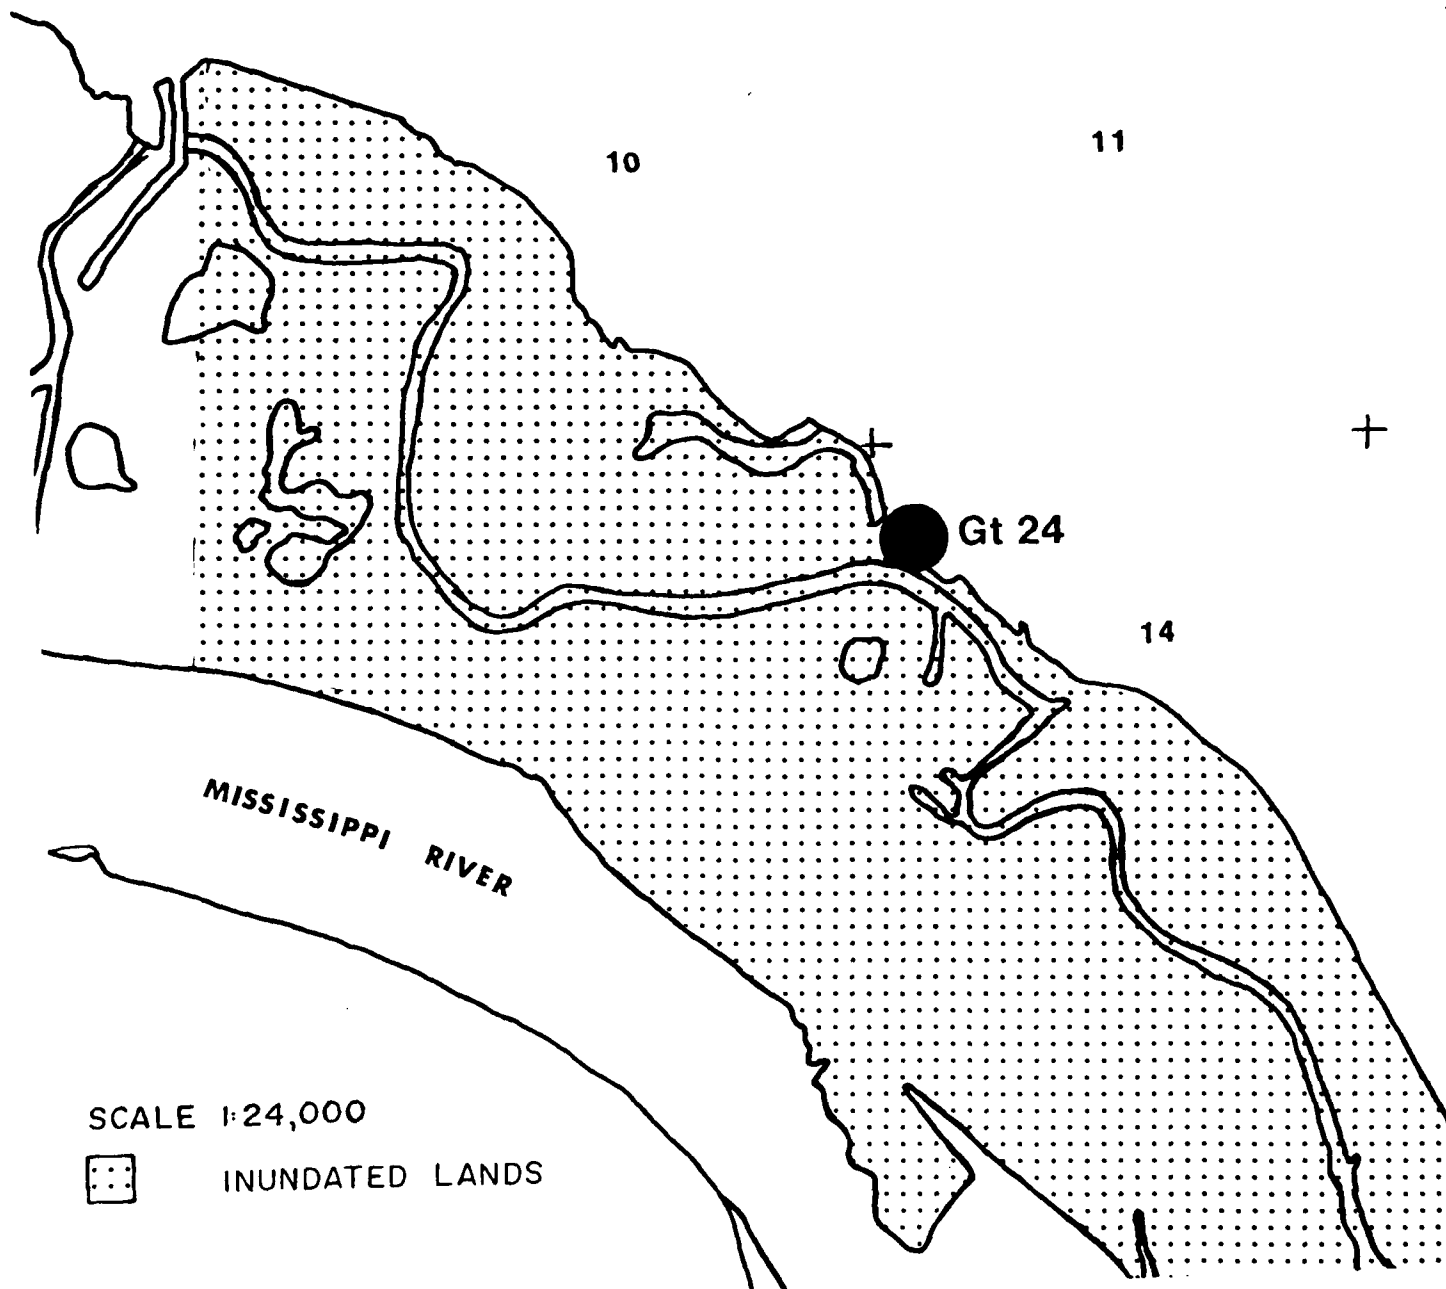 11
10
Gt 24
14
MISSISSIPPI RIVER
SCALE 1:24,000
INUNDATED LANDS